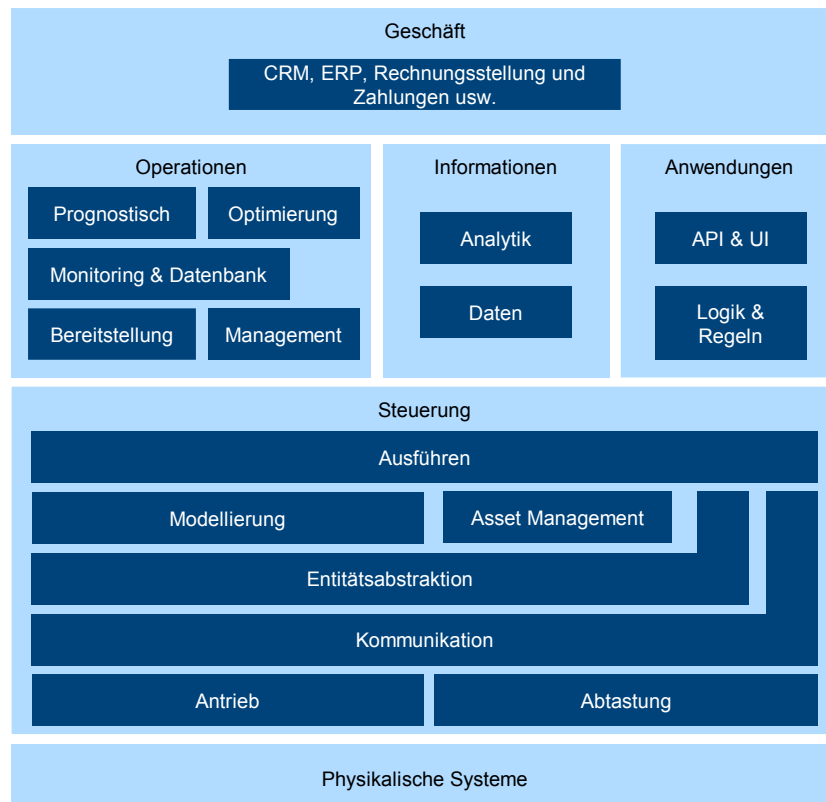 Geschäft
CRM, ERP, Rechnungsstellung und
Zahlungen usw.
Operationen
Prognostisch
Optimierung
Monitoring & Datenbank
Bereitstellung
Management
Informationen
Analytik
Daten
Anwendungen
API & UI
Logik &
Regeln
Steuerung
Ausführen
Modellierung
Asset Management
Entitätsabstraktion
Kommunikation
Antrieb
Abtastung
Physikalische Systeme